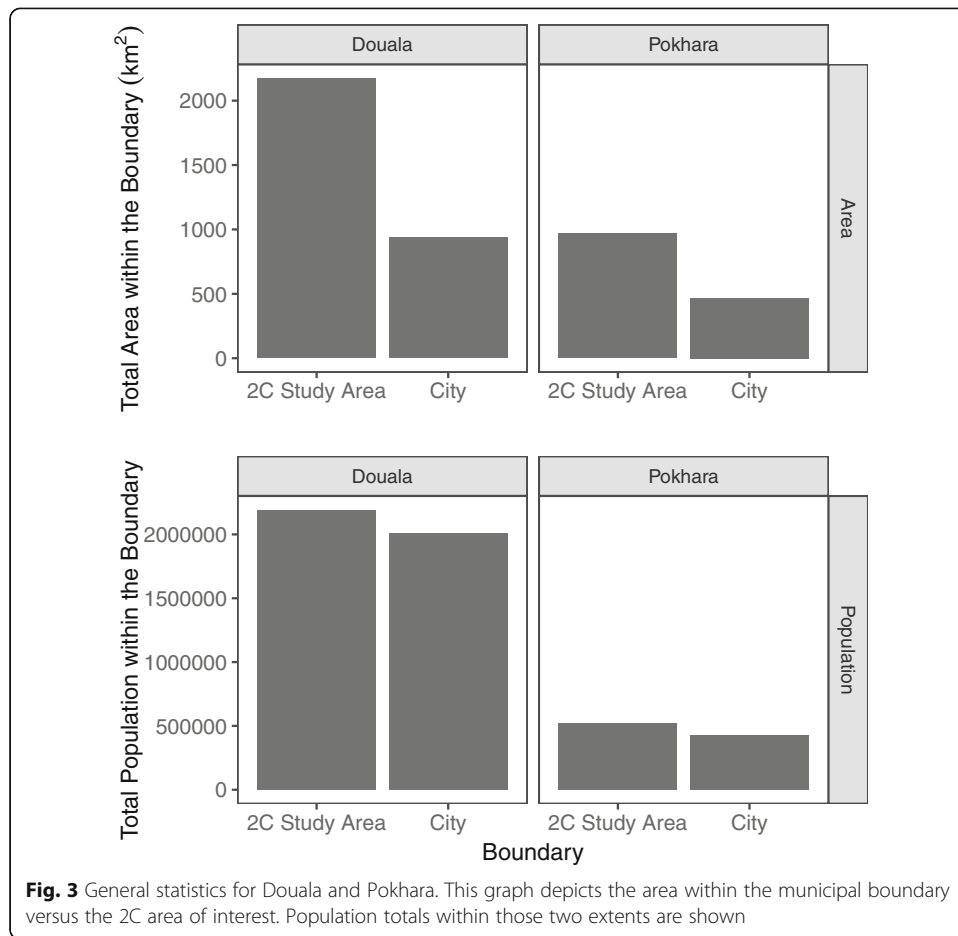 Douala
Pokhara
Total Area within the Boundary (km²)
2000
1500
1000
500
0
Area
2C Study Area
City
2C Study Area
City
Douala
Pokhara
Total Population within the Boundary
2000000
1500000
1000000
500000
0
Population
2C Study Area
City
2C Study Area
City
Boundary
Fig. 3 General statistics for Douala and Pokhara. This graph depicts the area within the municipal boundary
versus the 2C area of interest. Population totals within those two extents are shown